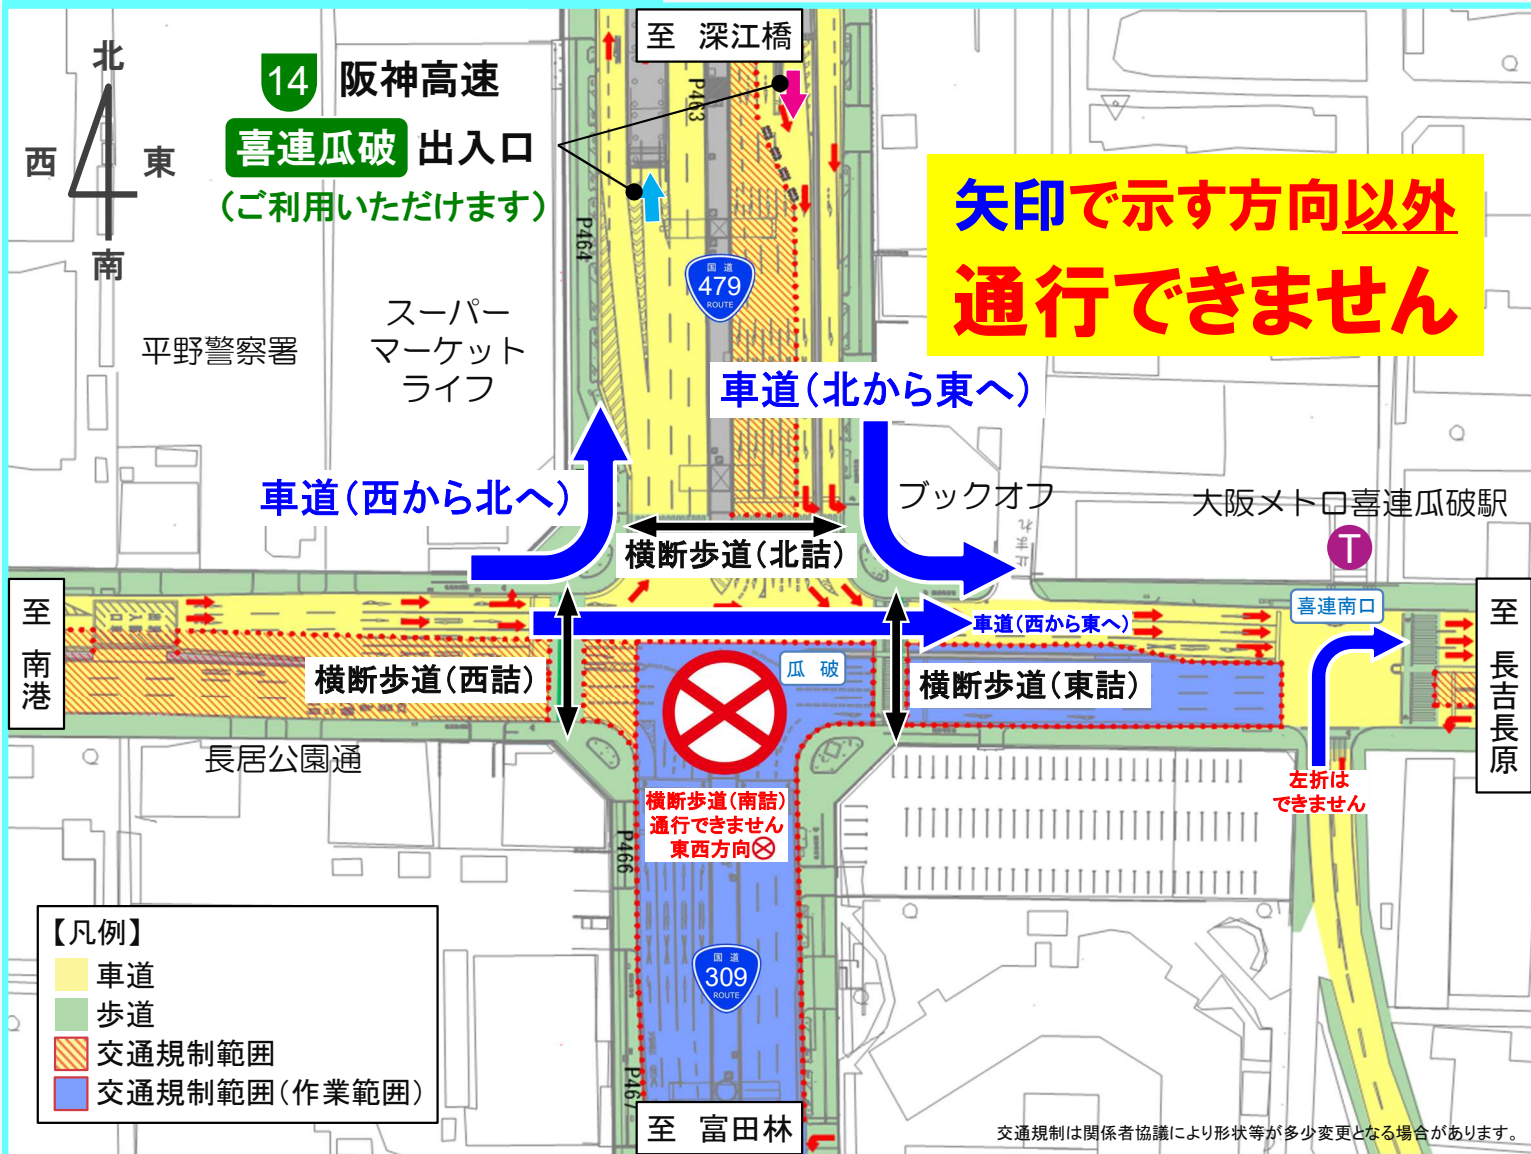 至 深江橋
北
西
東
南
14 阪神高速
喜連瓜破 出入口
(ご利用いただけます)
P463
P464
矢印で示す方向以外
通行できません
国道
479
ROUTE
平野警察署
スーパー
マーケット
ライフ
車道(北から東へ)
車道(西から北へ)
ブックオフ
大阪メトロ喜連瓜破駅
T
横断歩道(北詰)
至
南港
車道(西から東へ)
喜連南口
至
長吉長原
横断歩道(西詰)
瓜破
横断歩道(東詰)
長居公園通
左折は
できません
横断歩道(南詰)
通行できません
東西方向
P466
国道
309
ROUTE
P467
【凡例】
車道
歩道
交通規制範囲
交通規制範囲(作業範囲)
至 富田林
交通規制は関係者協議により形状等が多少変更となる場合があります。